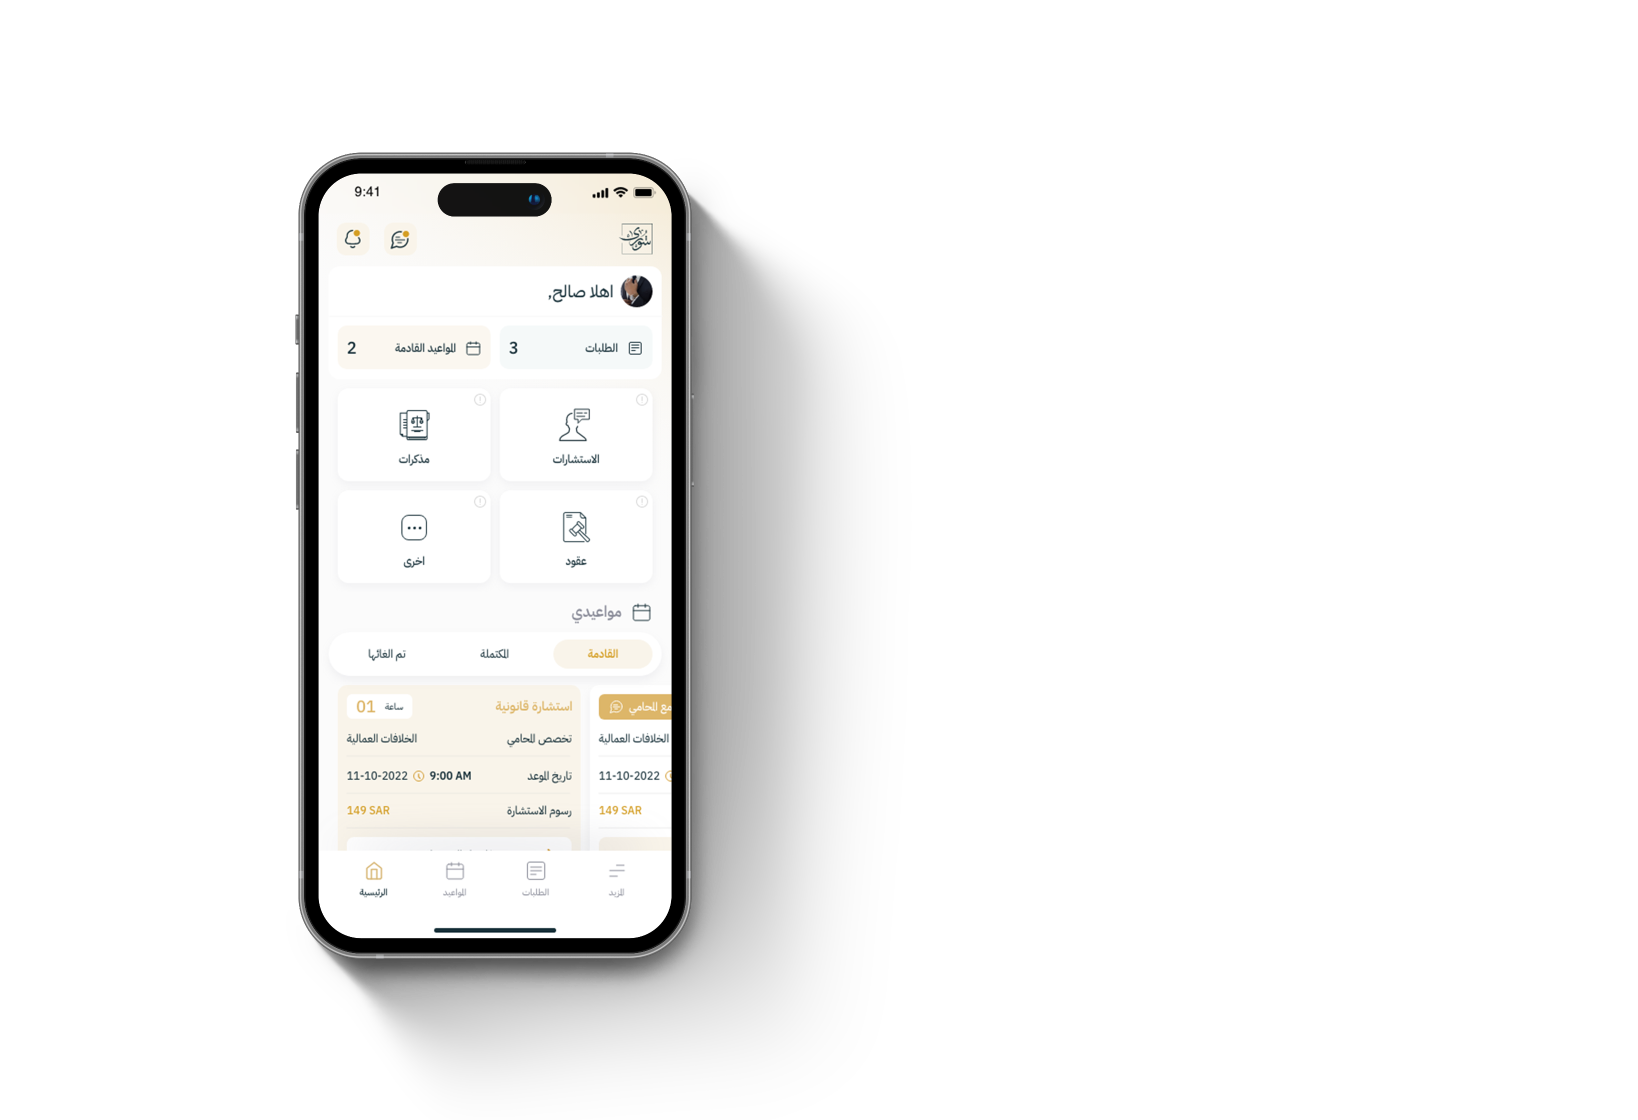 9:41
شورى
اهلا صالح,
الطلبات 3
المواعيد القادمة 2
الاستشارات
مذكرات
عقود
اخرى
مواعيدي
القادمة
المكتملة
تم الغائها
استشارة قانونية
ساعة 01
تخصص المحامي
الخلافات العمالية
تاريخ الموعد
9:00 AM
11-10-2022
رسوم الاستشارة
149 SAR
مع المحامي
الخلافات العمالية
11-10-2022
149 SAR
المزيد
الطلبات
المواعيد
الرئيسية